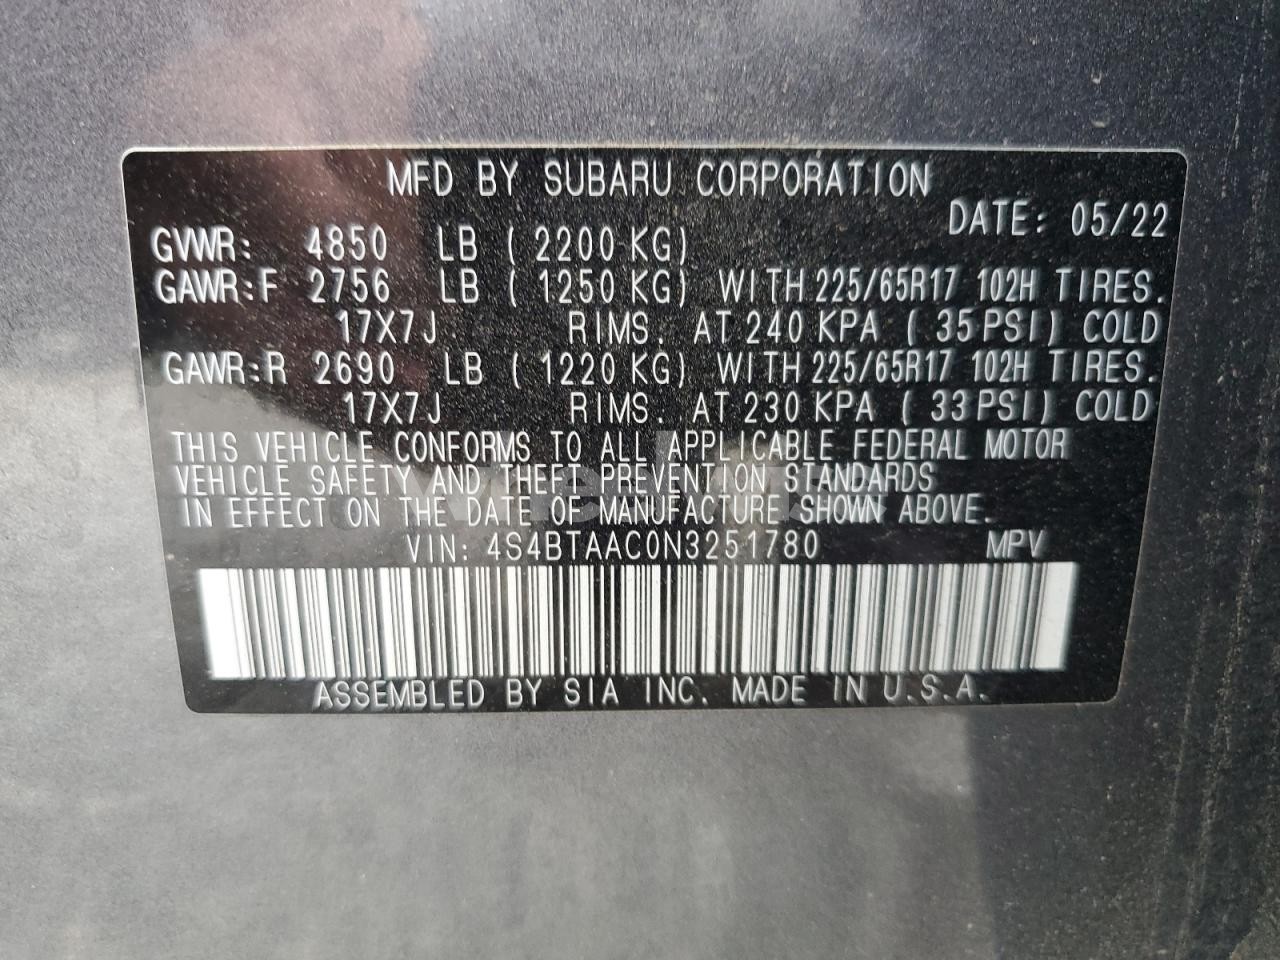 MFD BY SUBARU CORPORATION
DATE: 05/22
GVWR: 4850 LB ( 2200 KG)
GAWR:F 2756 LB ( 1250 KG) WITH 225/65R17 102H TIRES.
17X7J RIMS. AT 240 KPA ( 35 PSI) COLD
GAWR:R 2690 LB ( 1220 KG) WITH 225/65R17 102H TIRES.
17X7J RIMS. AT 230 KPA ( 33 PSI) COLD
THIS VEHICLE CONFORMS TO ALL APPLICABLE FEDERAL MOTOR
VEHICLE SAFETY AND THEFT PREVENTION STANDARDS
IN EFFECT ON THE DATE OF MANUFACTURE SHOWN ABOVE.
VIN: 4S4BTAAC0N3251780 MPV
ASSEMBLED BY SIA INC. MADE IN U.S.A.